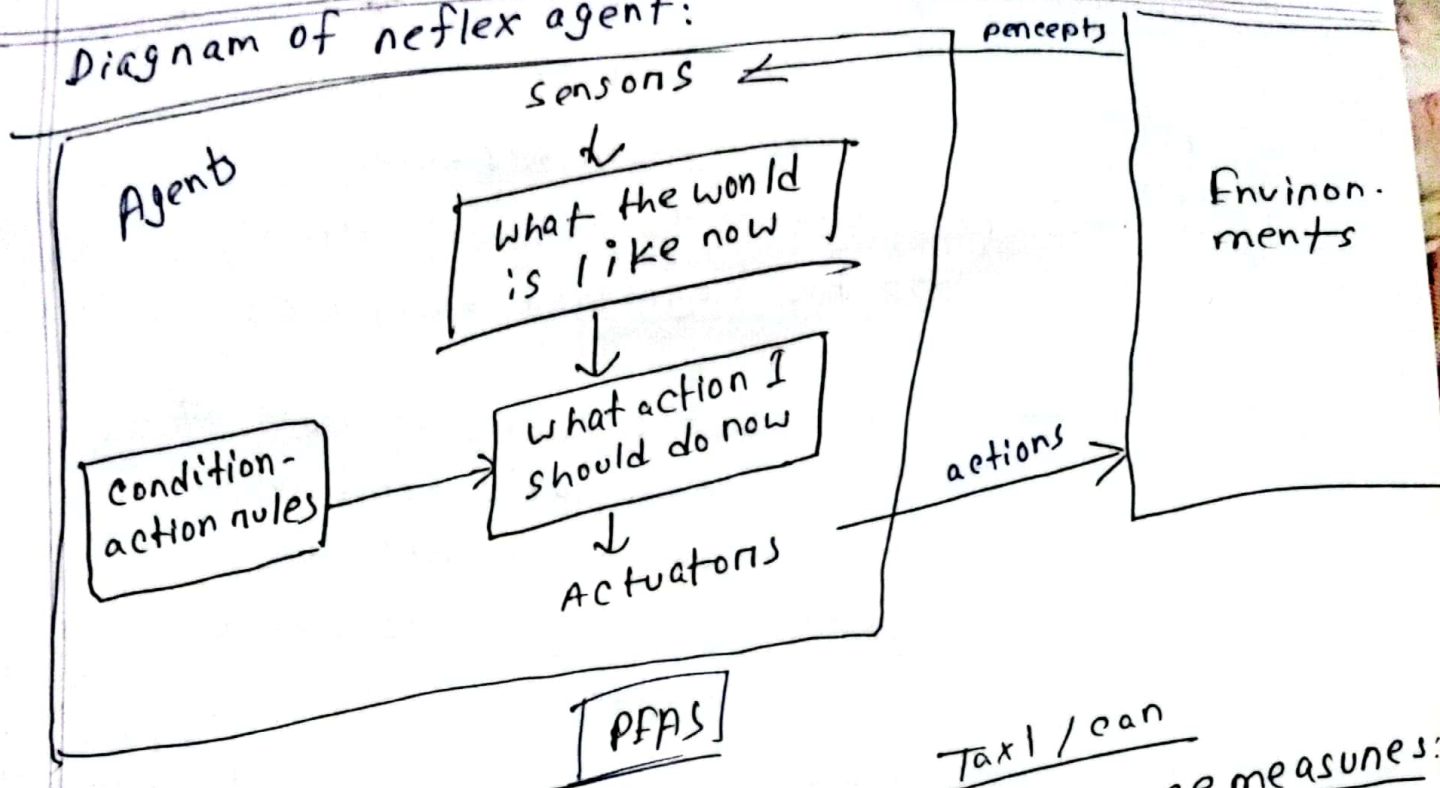 Diagram of reflex agent:
percepts
Sensors
Agent
What the world
is like now
Environ-
ments
What action I
should do now
Condition-
action rules
actions
Actuators
PEAS
Taxi / car
measures: